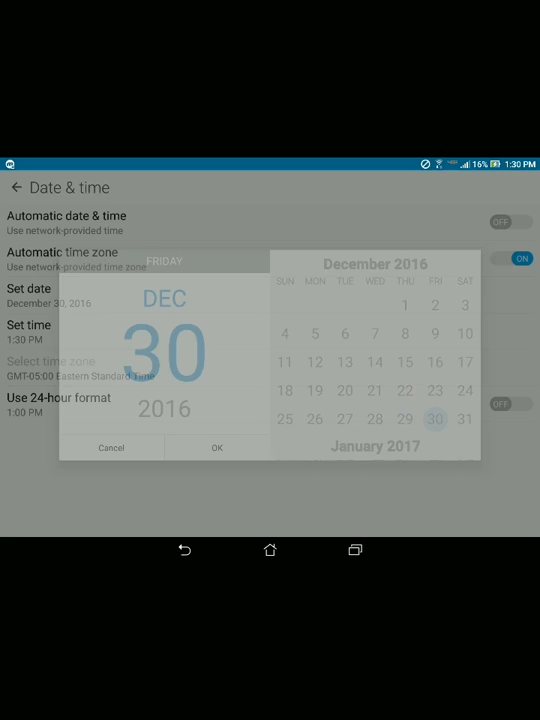 16% 1:30 PM
Date & time
Automatic date & time
Use network-provided time
OFF
Automatic time zone
Use network-provided time zone
ON
Set date
December 30, 2016
Set time
1:30 PM
Select time zone
GMT-05:00 Eastern Standard Time
Use 24-hour format
1:00 PM
OFF
FRIDAY
DEC
30
2016
Cancel OK
December 2016
SUN MON TUE WED THU FRI SAT
1 2 3
4 5 6 7 8 9 10
11 12 13 14 15 16 17
18 19 20 21 22 23 24
25 26 27 28 29 30 31
January 2017